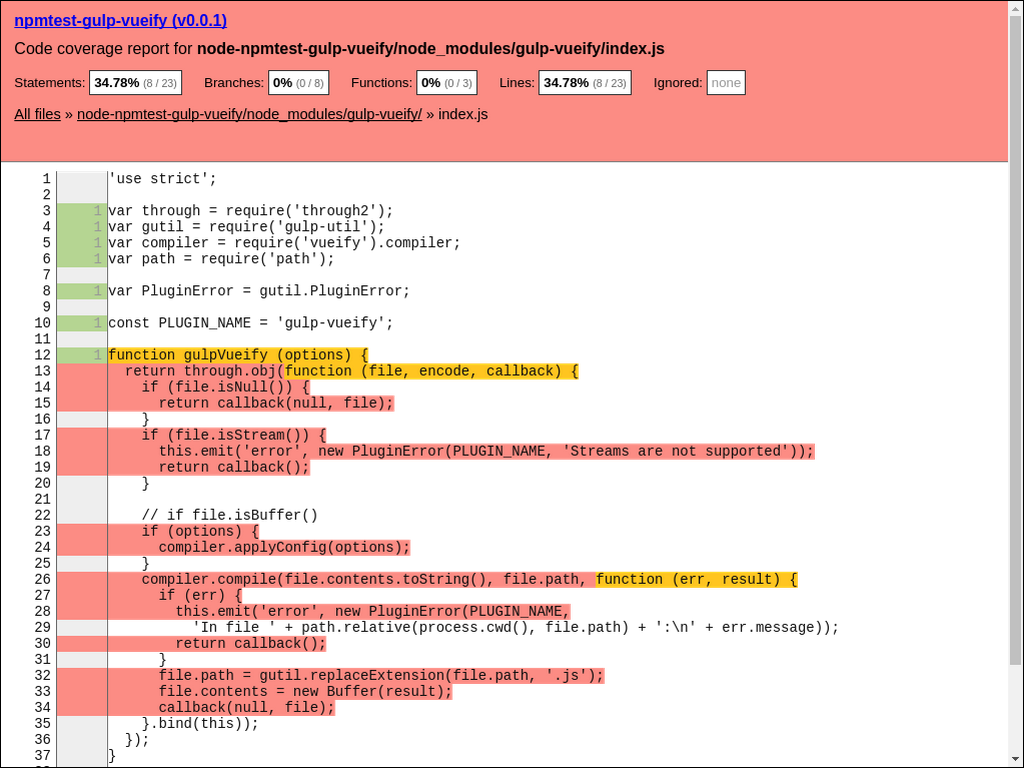 npmtest-gulp-vueify (v0.0.1)
Code coverage report for node-npmtest-gulp-vueify/node_modules/gulp-vueify/index.js
Statements: 34.78% (8 / 23) Branches: 0% (0 / 8) Functions: 0% (0 / 3) Lines: 34.78% (8 / 23) Ignored: none
All files » node-npmtest-gulp-vueify/node_modules/gulp-vueify/ » index.js
1 'use strict';
2
3 1 var through = require('through2');
4 1 var gutil = require('gulp-util');
5 1 var compiler = require('vueify').compiler;
6 1 var path = require('path');
7
8 1 var PluginError = gutil.PluginError;
9
10 1 const PLUGIN_NAME = 'gulp-vueify';
11
12 1 function gulpVueify (options) {
13 return through.obj(function (file, encode, callback) {
14 if (file.isNull()) {
15 return callback(null, file);
16 }
17 if (file.isStream()) {
18 this.emit('error', new PluginError(PLUGIN_NAME, 'Streams are not supported'));
19 return callback();
20 }
21
22 // if file.isBuffer()
23 if (options) {
24 compiler.applyConfig(options);
25 }
26 compiler.compile(file.contents.toString(), file.path, function (err, result) {
27 if (err) {
28 this.emit('error', new PluginError(PLUGIN_NAME,
29 'In file ' + path.relative(process.cwd(), file.path) + ':\n' + err.message));
30 return callback();
31 }
32 file.path = gutil.replaceExtension(file.path, '.js');
33 file.contents = new Buffer(result);
34 callback(null, file);
35 }.bind(this));
36 });
37 }